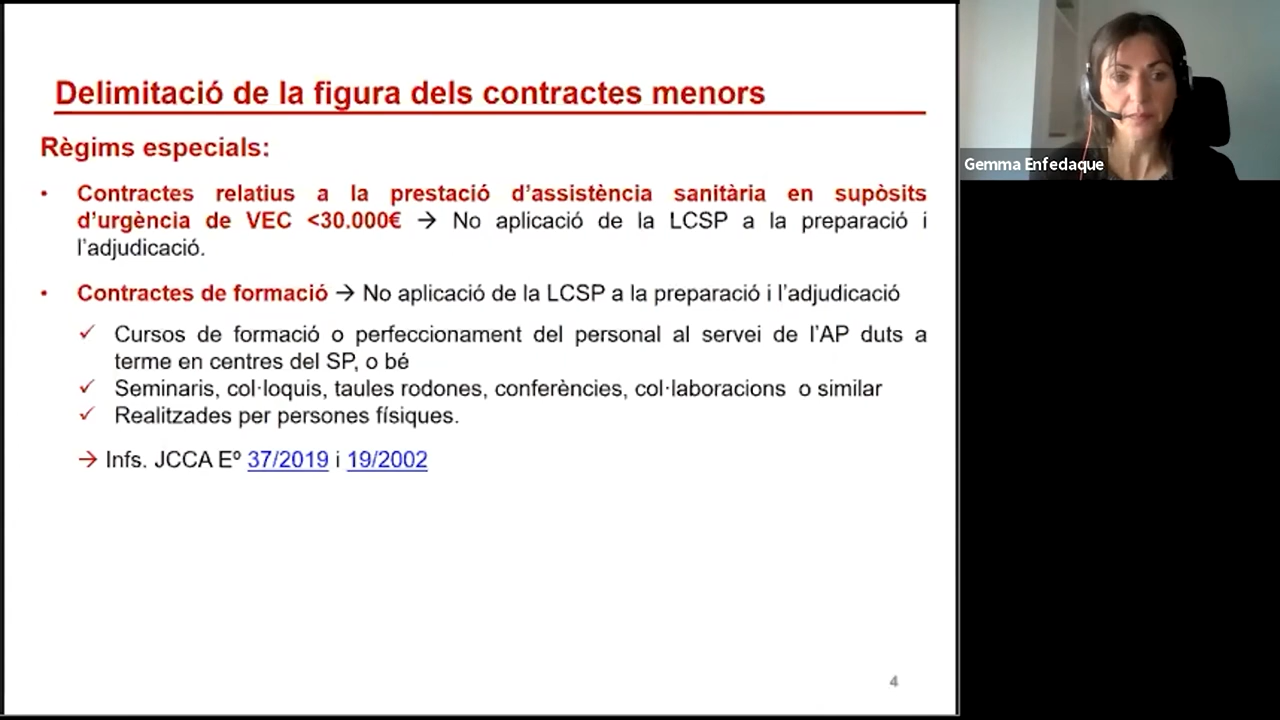 Delimitació de la figura dels contractes menors
Règims especials:
• Contractes relatius a la prestació d’assistència sanitària en supòsits
d’urgència de VEC <30.000€ → No aplicació de la LCSP a la preparació i
l’adjudicació.
• Contractes de formació → No aplicació de la LCSP a la preparació i l’adjudicació
✓ Cursos de formació o perfeccionament del personal al servei de l’AP duts a
terme en centres del SP, o bé
✓ Seminaris, col·loquis, taules rodones, conferències, col·laboracions o similar
✓ Realitzades per persones físiques.
→ Infs. JCCA Eº 37/2019 i 19/2002
4
Gemma Enfedaque